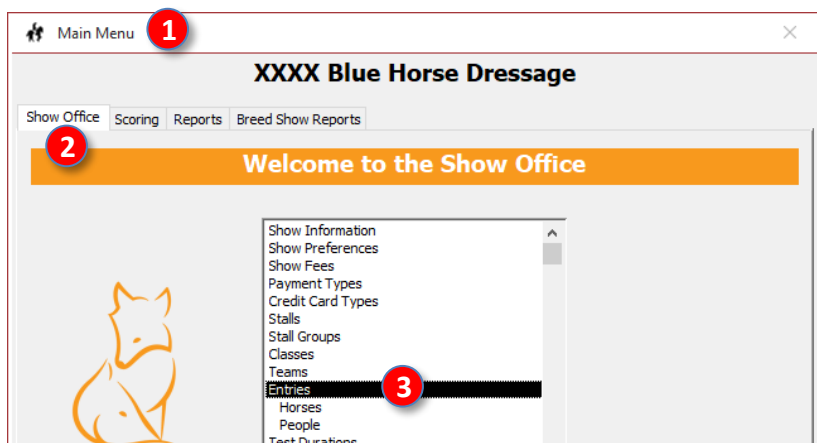 Main Menu 1
XXXX Blue Horse Dressage
Show Office Scoring Reports Breed Show Reports
2
Welcome to the Show Office
Show Information
Show Preferences
Show Fees
Payment Types
Credit Card Types
Stalls
Stall Groups
Classes
Teams
Entries 3
Horses
People
Test Durations